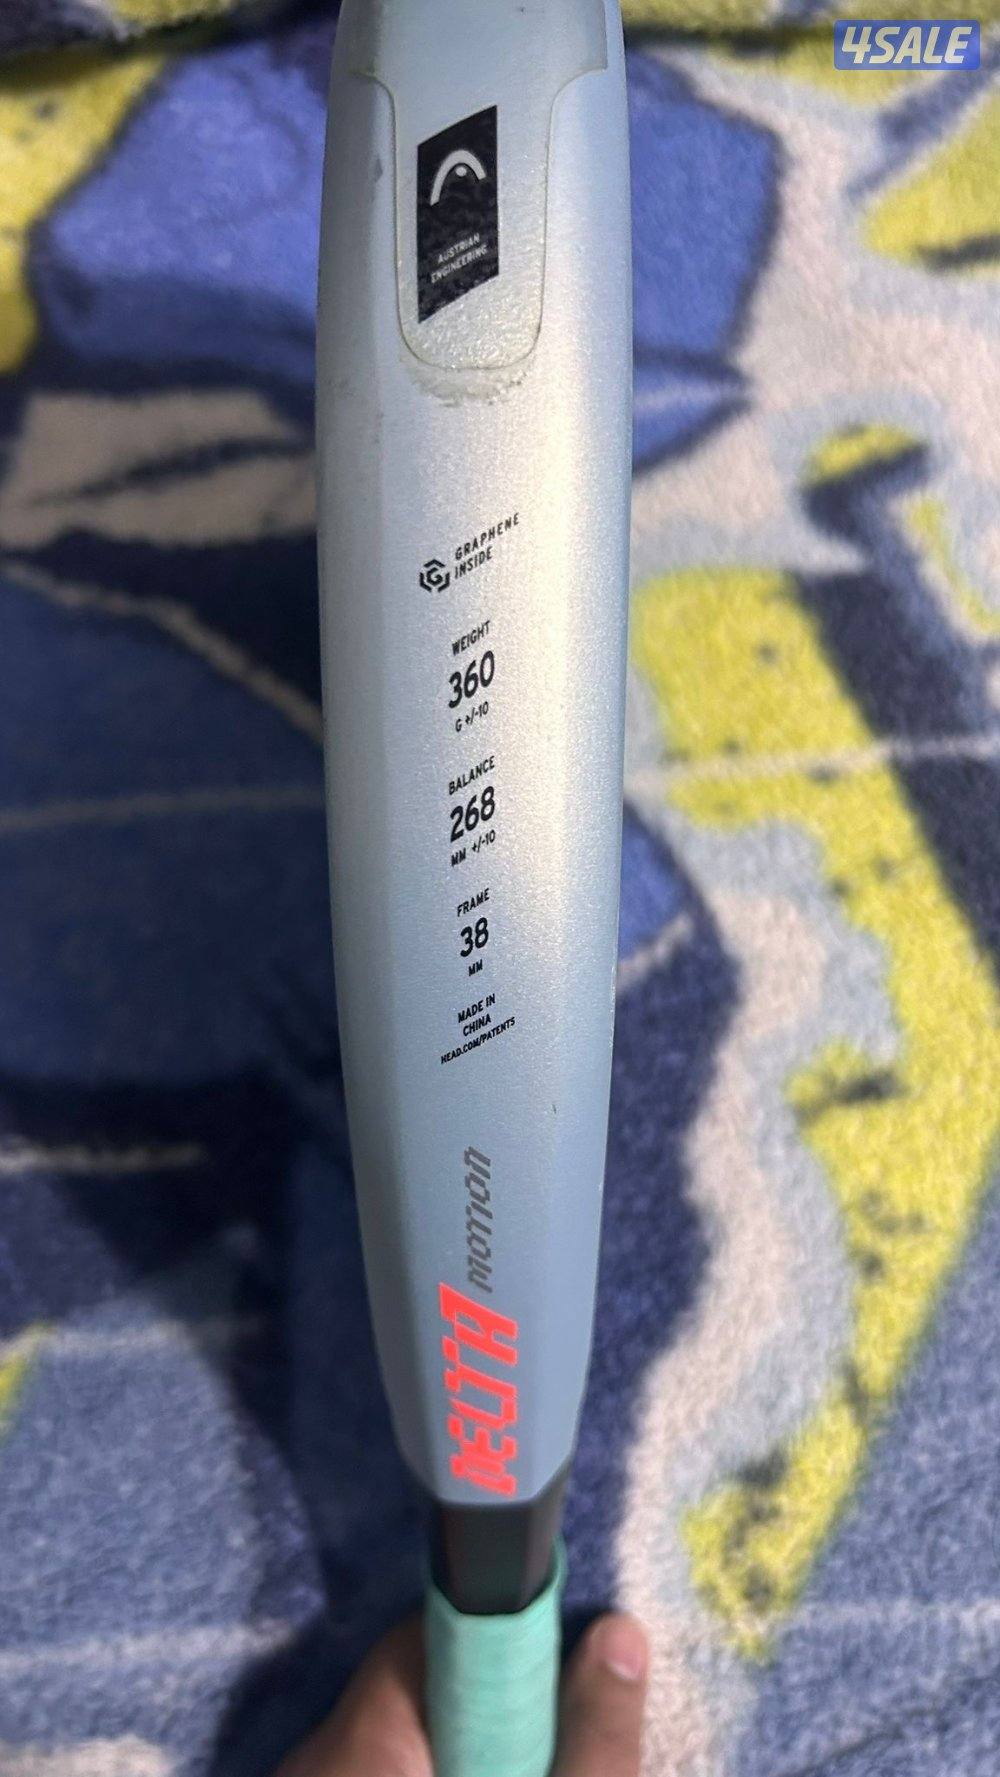 4SALE
AUSTRIAN
ENGINEERING
GRAPHENE
INSIDE
WEIGHT
360
G +/-10
BALANCE
268
MM +/-10
FRAME
38
MM
MADE IN
CHINA
HEAD.COM/PATENTS
MOTION
DELTA